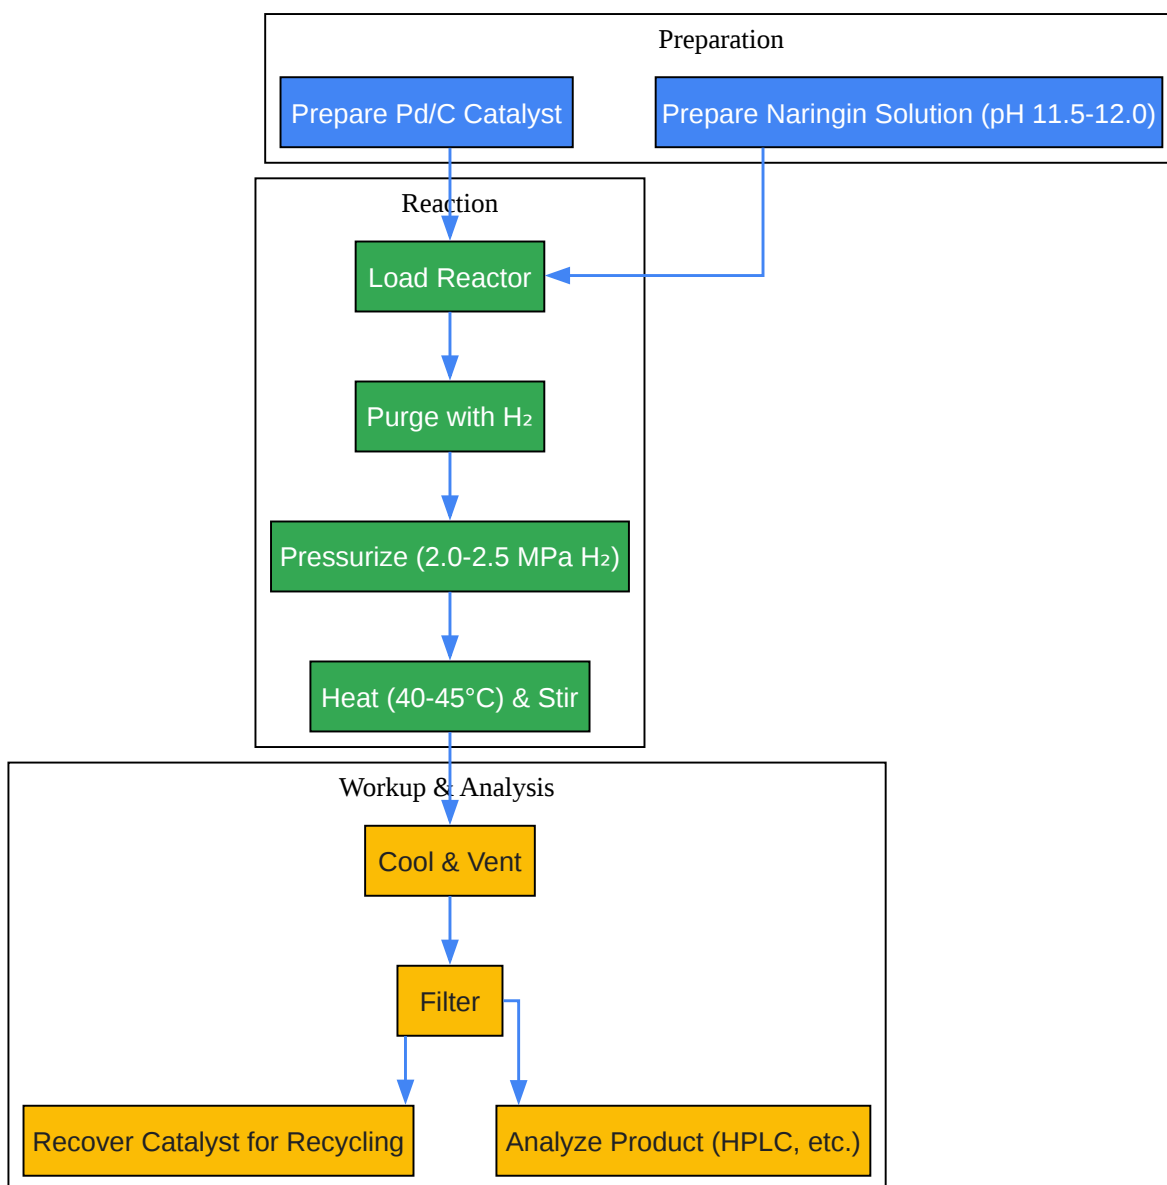 Preparation
Prepare Pd/C Catalyst
Prepare Naringin Solution (pH 11.5-12.0)
Reaction
Load Reactor
Purge with H₂
Pressurize (2.0-2.5 MPa H₂)
Heat (40-45°C) & Stir
Workup & Analysis
Cool & Vent
Filter
Recover Catalyst for Recycling
Analyze Product (HPLC, etc.)